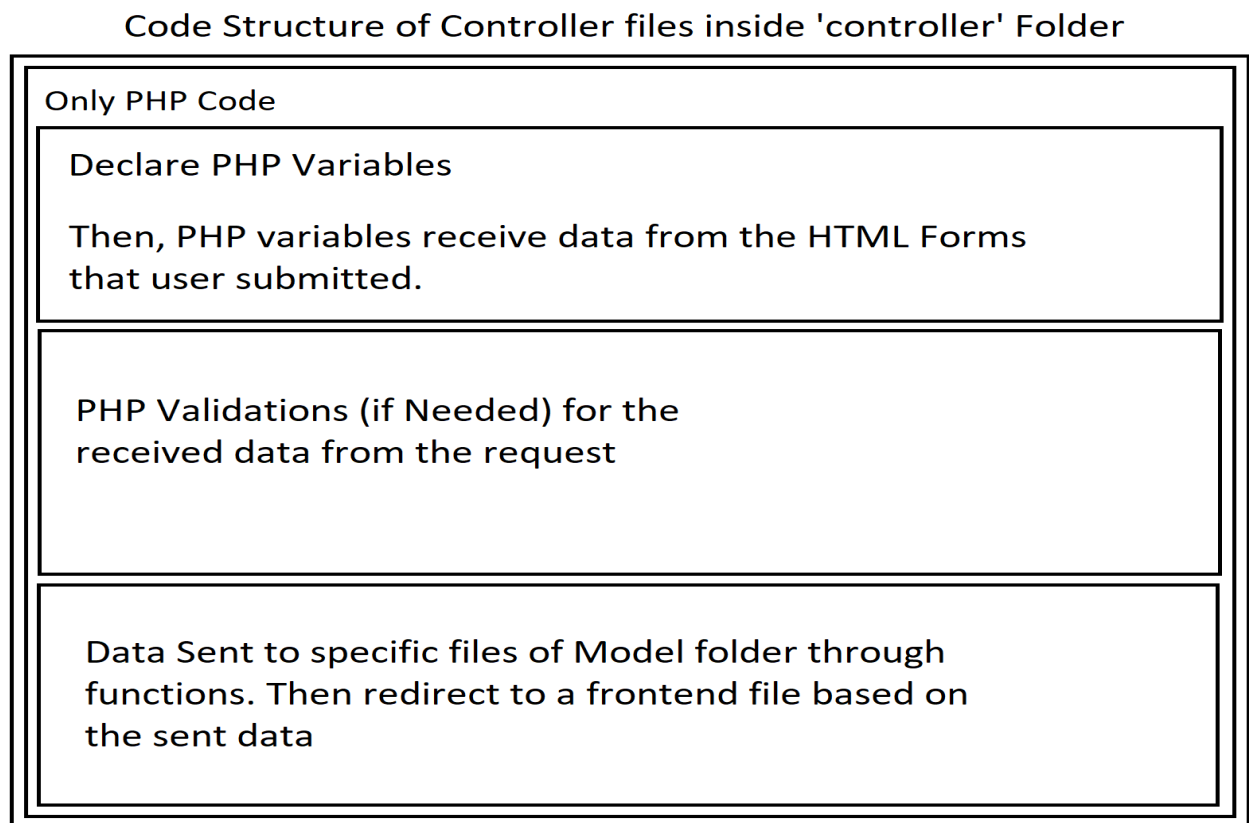 Code Structure of Controller files inside 'controller' Folder
Only PHP Code
Declare PHP Variables
Then, PHP variables receive data from the HTML Forms
that user submitted.
PHP Validations (if Needed) for the
received data from the request
Data Sent to specific files of Model folder through
functions. Then redirect to a frontend file based on
the sent data